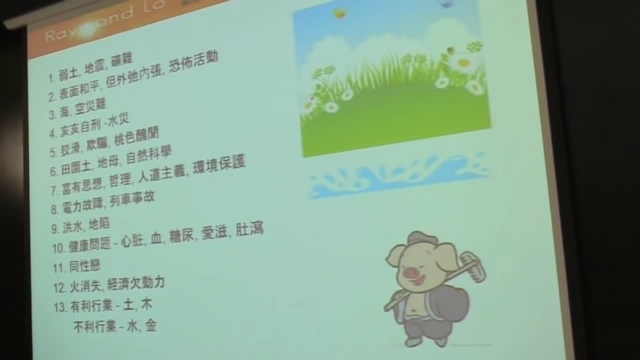 Raymond Lo
1. 弱土, 地震, 礦難
2. 表面和平, 但外弛內張, 恐佈活動
3. 海, 空災難
4. 亥亥自刑 -水災
5. 狡滑, 欺騙, 桃色醜聞
6. 田園土, 地母, 自然科學
7. 富有思想, 哲理, 人道主義, 環境保護
8. 電力故障, 列車事故
9. 洪水, 地陷
10. 健康問題 - 心脏, 血, 糖尿, 愛滋, 肚瀉
11. 同性戀
12. 火消失, 經濟欠動力
13. 有利行業 - 土, 木
不利行業 - 水, 金